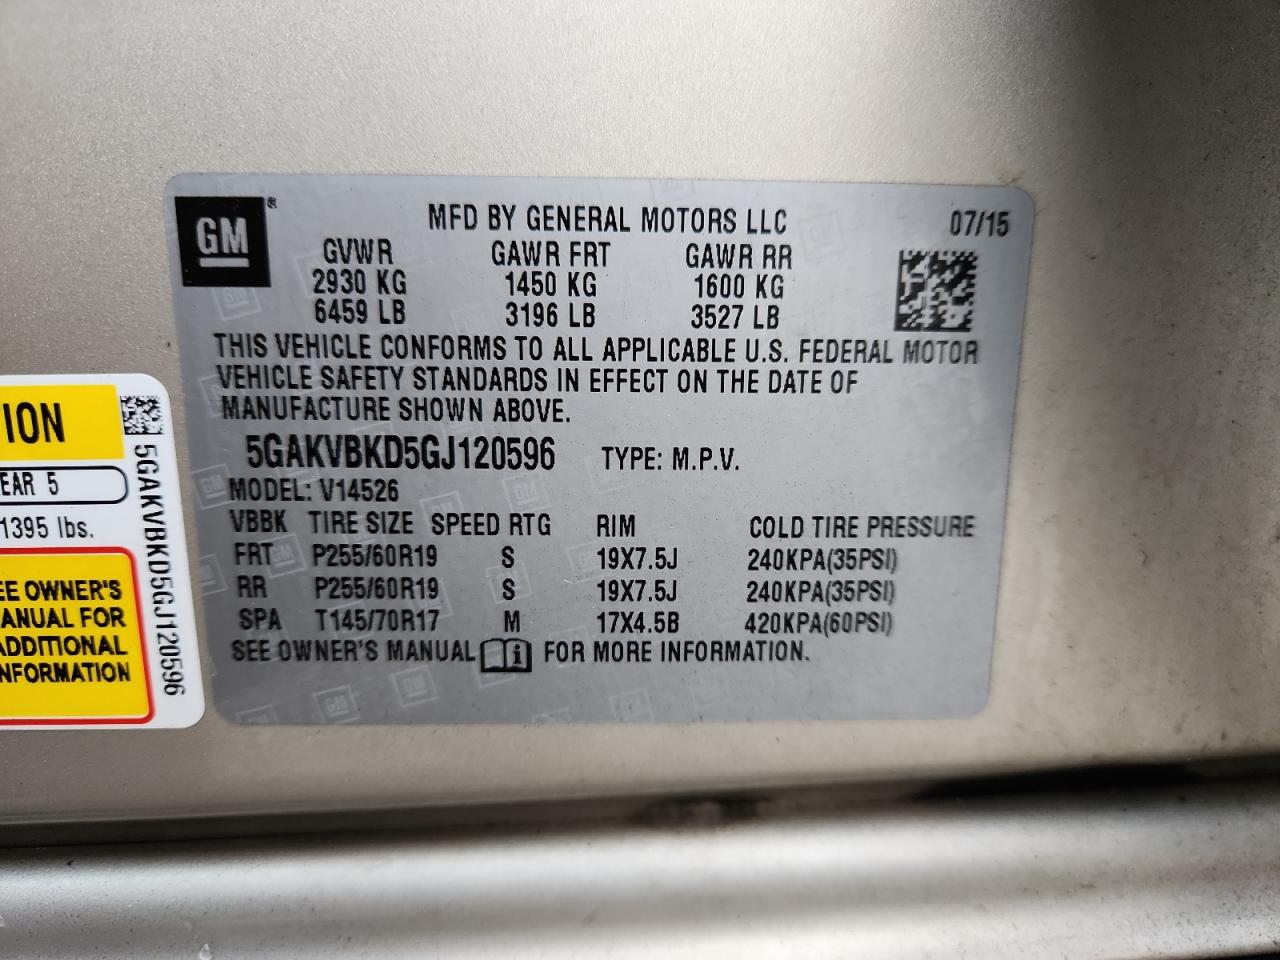 GM ®
MFD BY GENERAL MOTORS LLC 07/15
GVWR GAWR FRT GAWR RR
2930 KG 1450 KG 1600 KG
6459 LB 3196 LB 3527 LB
THIS VEHICLE CONFORMS TO ALL APPLICABLE U.S. FEDERAL MOTOR
VEHICLE SAFETY STANDARDS IN EFFECT ON THE DATE OF
MANUFACTURE SHOWN ABOVE.
5GAKVBKD5GJ120596 TYPE: M.P.V.
MODEL: V14526
VBBK TIRE SIZE SPEED RTG RIM COLD TIRE PRESSURE
FRT P255/60R19 S 19X7.5J 240KPA(35PSI)
RR P255/60R19 S 19X7.5J 240KPA(35PSI)
SPA T145/70R17 M 17X4.5B 420KPA(60PSI)
SEE OWNER'S MANUAL i FOR MORE INFORMATION.
ION
EAR 5
1395 lbs.
EE OWNER'S
ANUAL FOR
ADDITIONAL
NFORMATION
5GAKVBKD5GJ120596